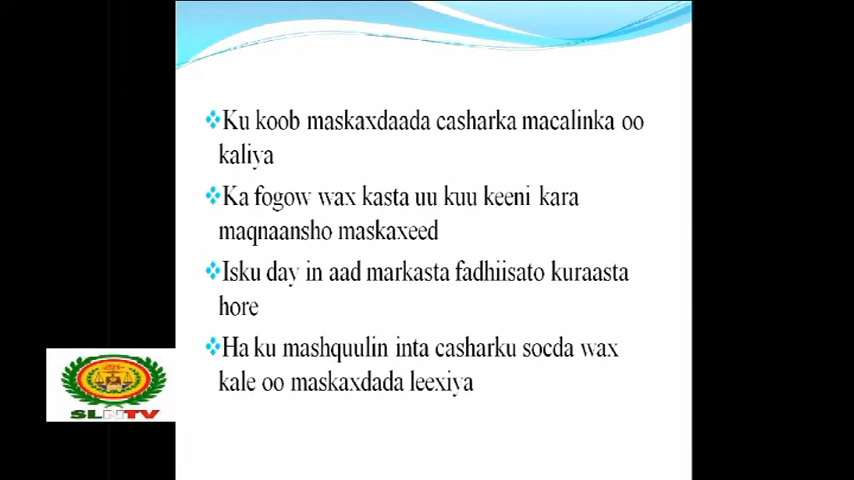 Ku koob maskaxdaada casharka macalinka oo
kaliya
Ka fogow wax kasta uu kuu keeni kara
maqnaansho maskaxeed
Isku day in aad markasta fadhiisato kuraasta
hore
Ha ku mashquulin inta casharku socda wax
kale oo maskaxdada leexiya
SLNTV